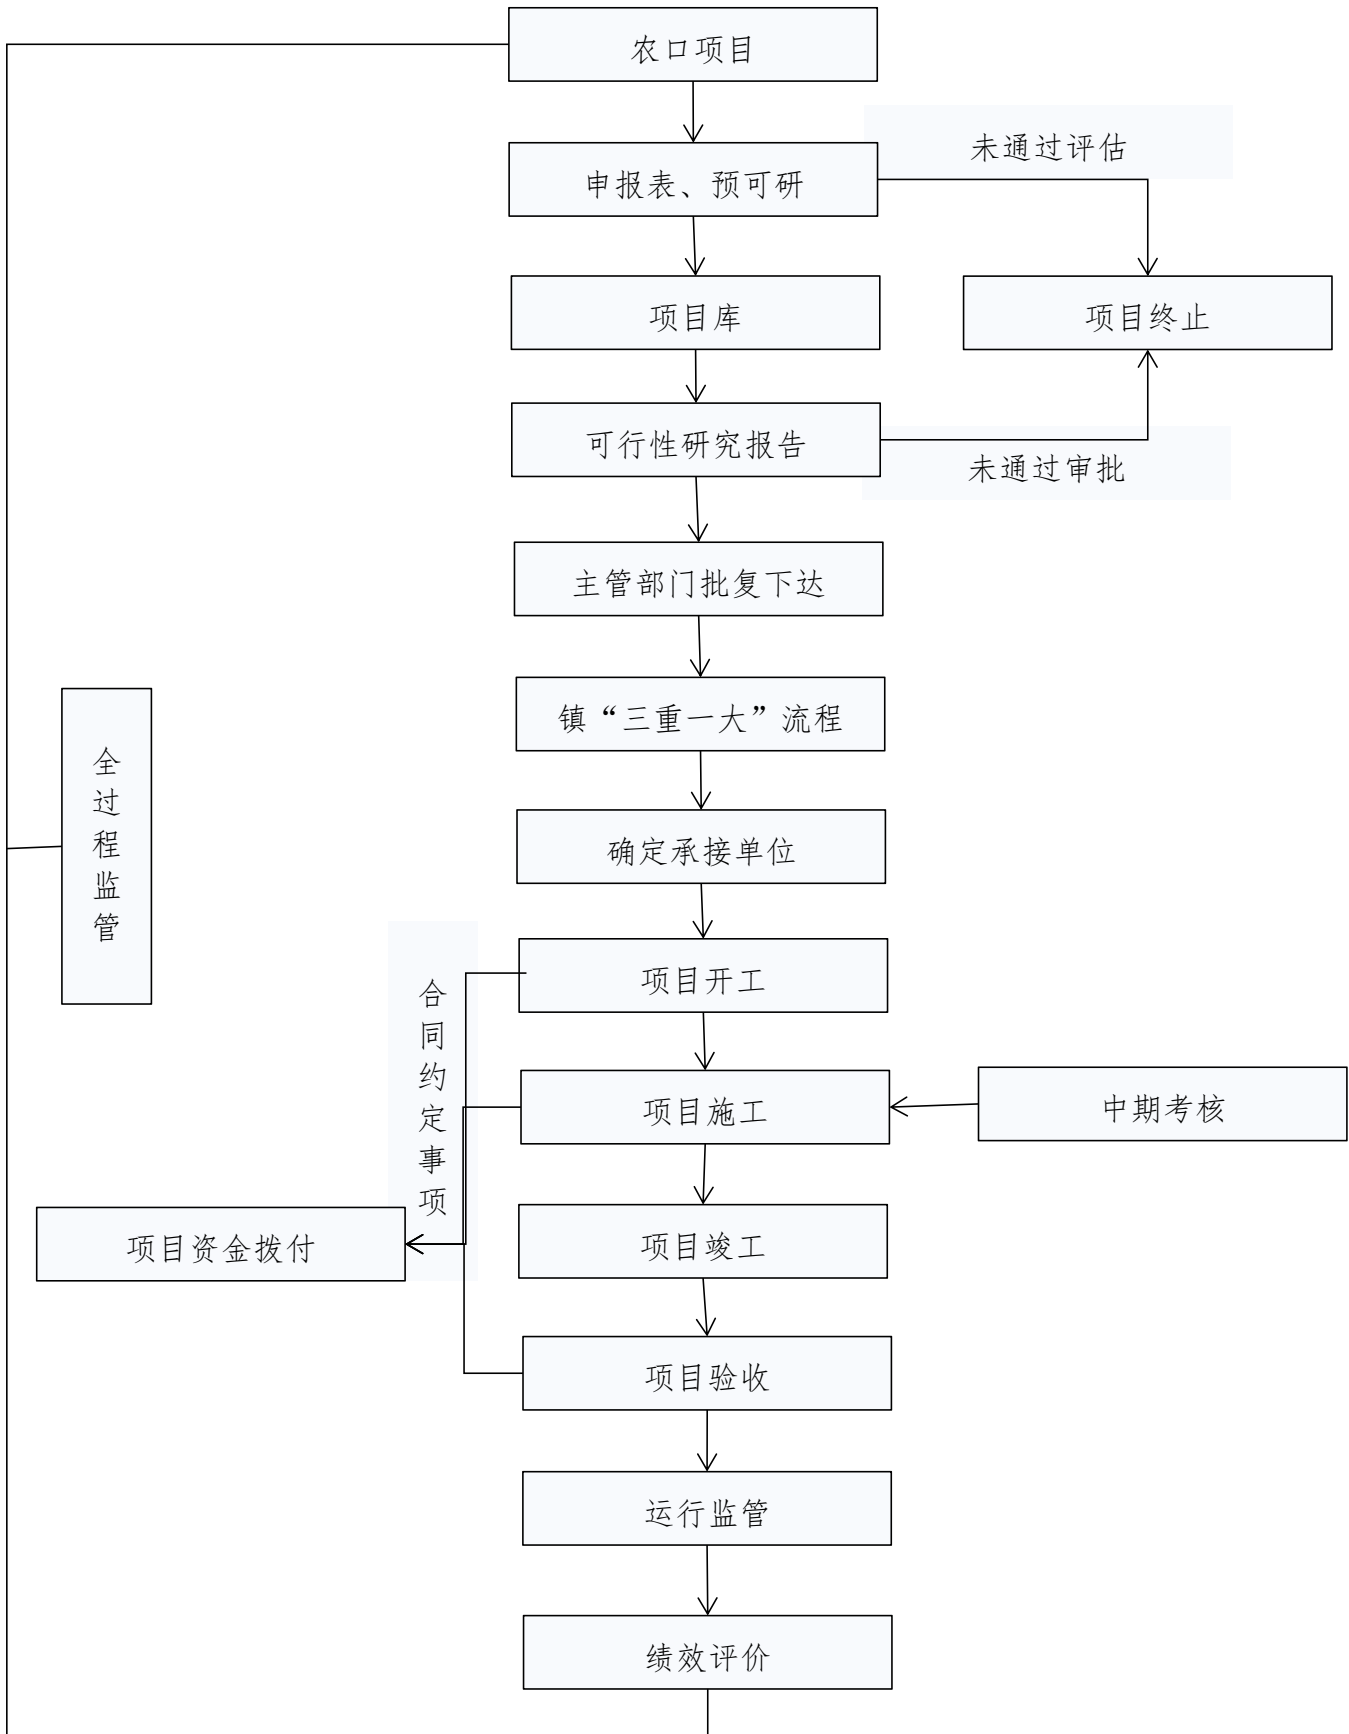 农口项目
未通过评估
申报表、预可研
项目库
项目终止
可行性研究报告
未通过审批
主管部门批复下达
镇“三重一大”流程
全过程监管
确定承接单位
项目开工
合同约定事项
项目施工
中期考核
项目资金拨付
项目竣工
项目验收
运行监管
绩效评价